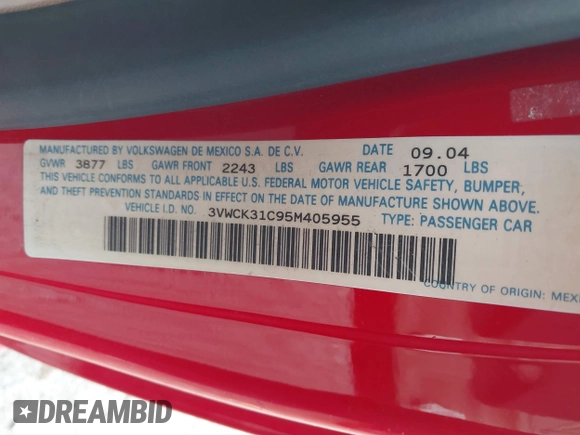 MANUFACTURED BY VOLKSWAGEN DE MEXICO S.A. DE C.V. DATE 09.04
GVWR 3877 LBS GAWR FRONT 2243 LBS GAWR REAR 1700 LBS
THIS VEHICLE CONFORMS TO ALL APPLICABLE U.S. FEDERAL MOTOR VEHICLE SAFETY, BUMPER,
AND THEFT PREVENTION STANDARDS IN EFFECT ON THE DATE OF MANUFACTURE SHOWN ABOVE.
VEHICLE I.D. NO. 3VWCK31C95M405955 TYPE: PASSENGER CAR
COUNTRY OF ORIGIN: MEXI
DREAMBID